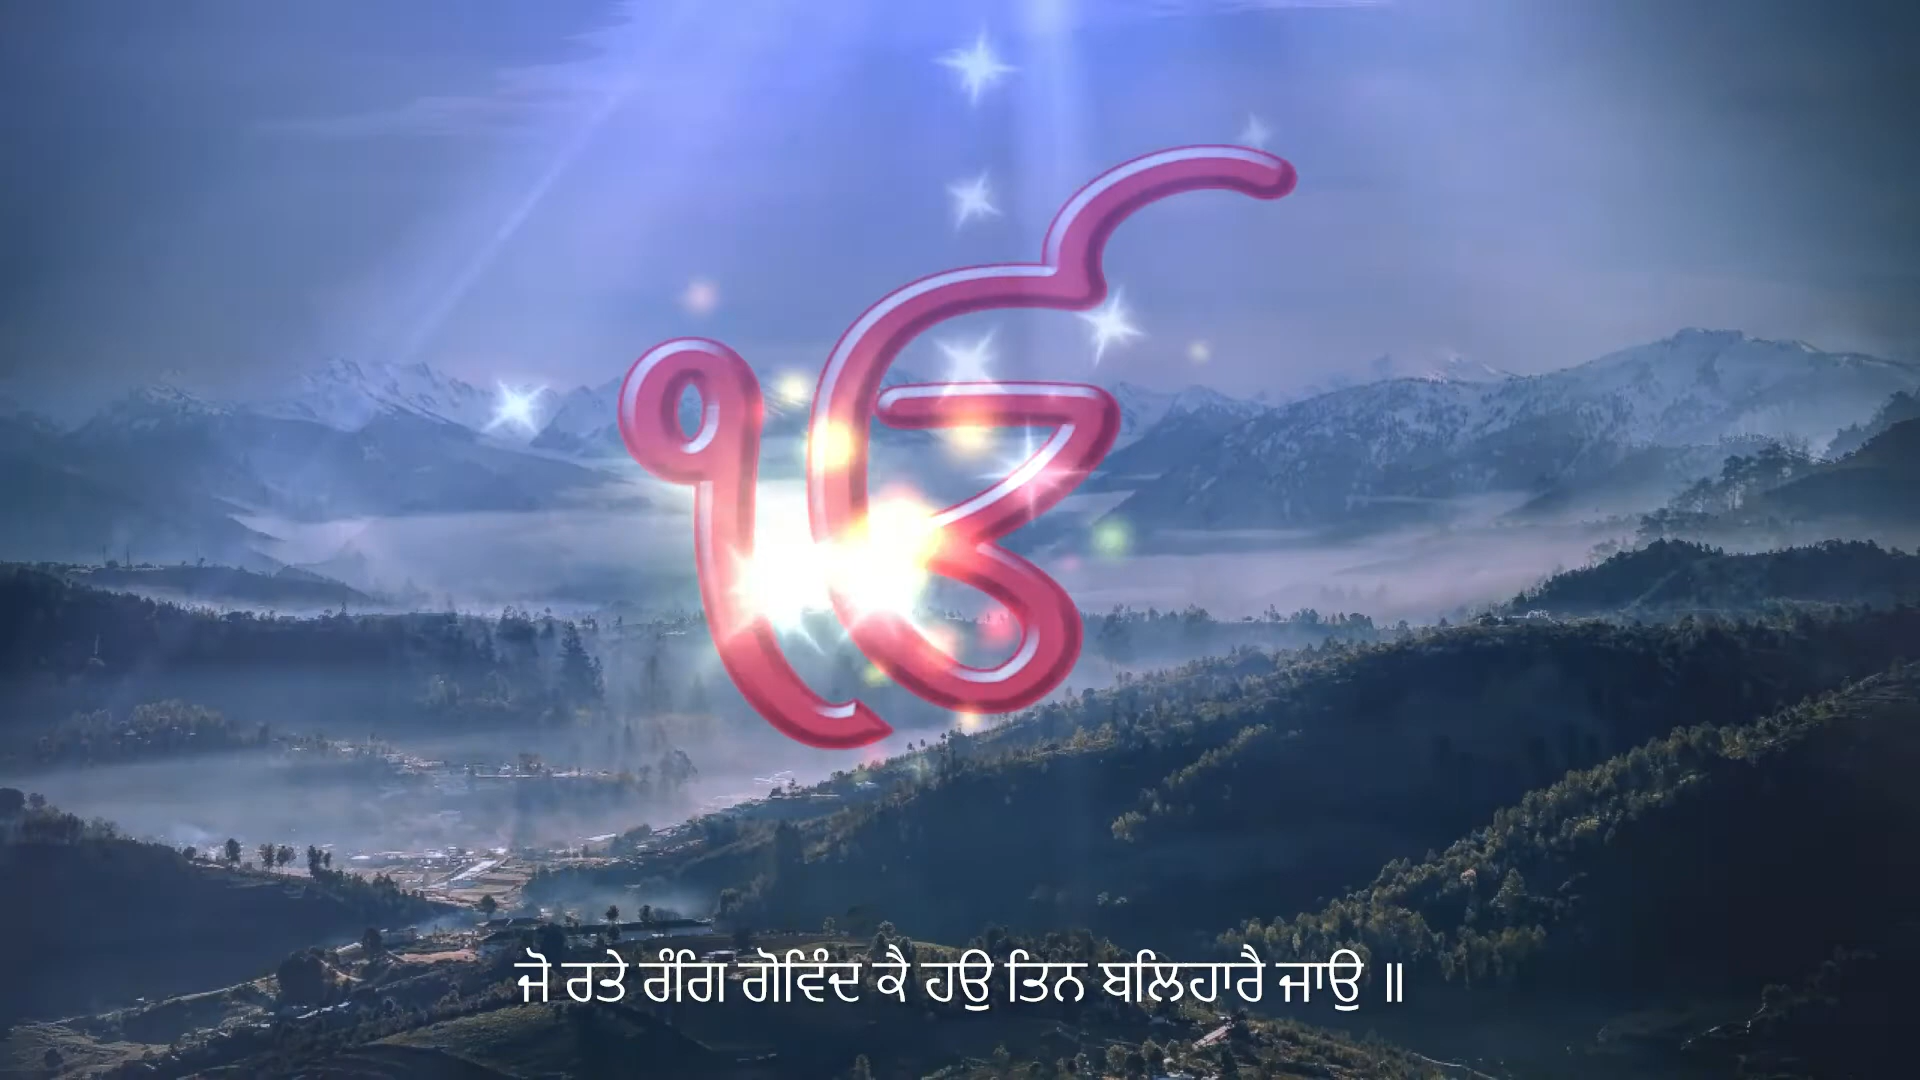 ੴ
ਜੋ ਰਤੇ ਰੰਗਿ ਗੋਵਿੰਦ ਕੈ ਹਉ ਤਿਨ ਬਲਿਹਾਰੈ ਜਾਉ ॥